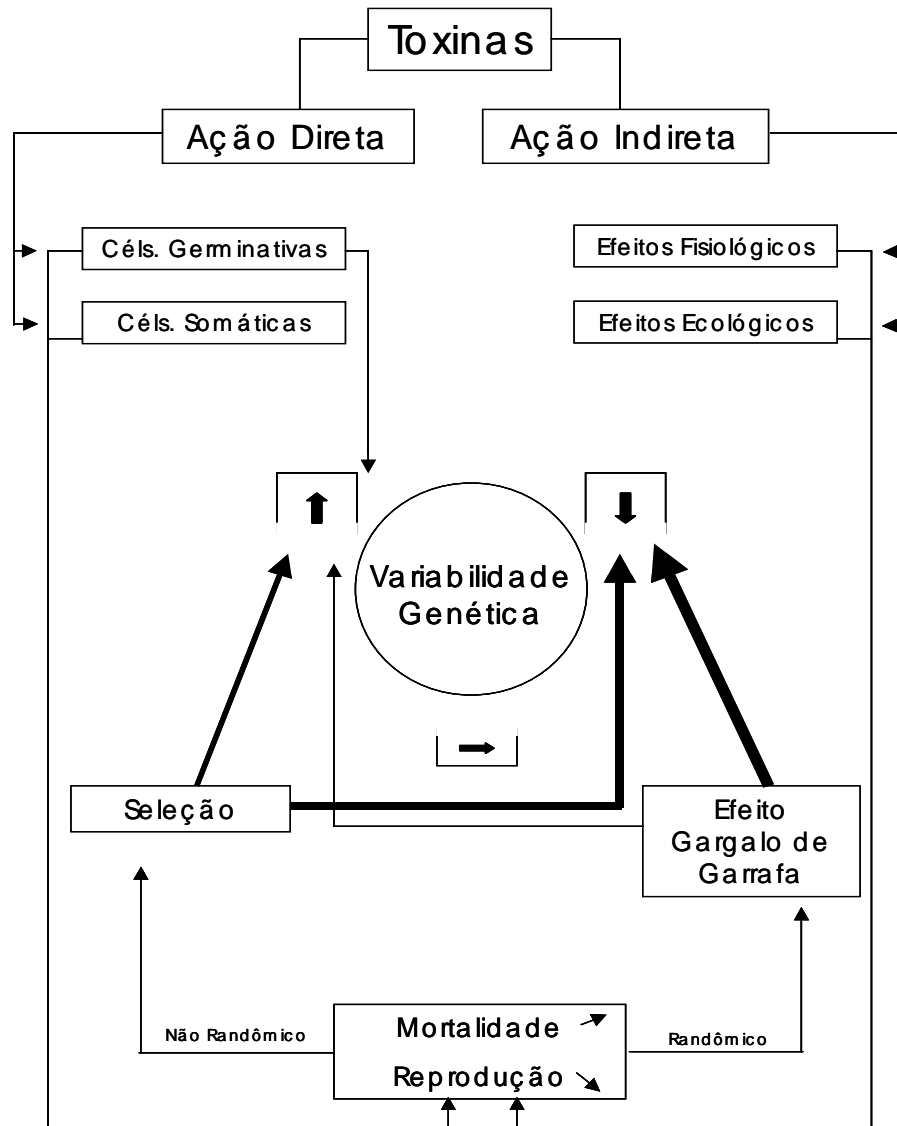 Toxinas
Ação Direta
Ação Indireta
Céls. Germinativas
Efeitos Fisiológicos
Céls. Somáticas
Efeitos Ecológicos
Variabilidade
Genética
Seleção
Efeito
Gargalo de
Garrafa
Não Randômico
Mortalidade
Randômico
Reprodução